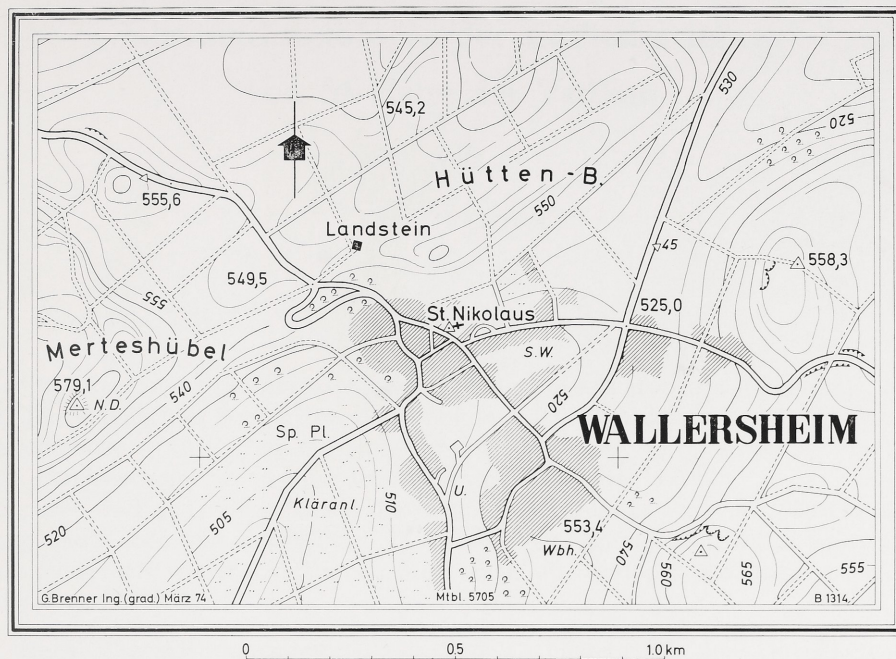 530
545,2
520
Hütten-B.
555,6
550
Landstein
45
558,3
549,5
555
525,0
St.Nikolaus
Merteshübel
S.W.
579,1
N.D.
540
520
WALLERSHEIM
Sp. Pl.
Kläranl.
510
U.
505
520
553,4
Wbh.
540
560
595
555
G.Brenner Ing.(grad.) März 74
Mtbl. 5705
B 1314
0 0.5 1.0 km